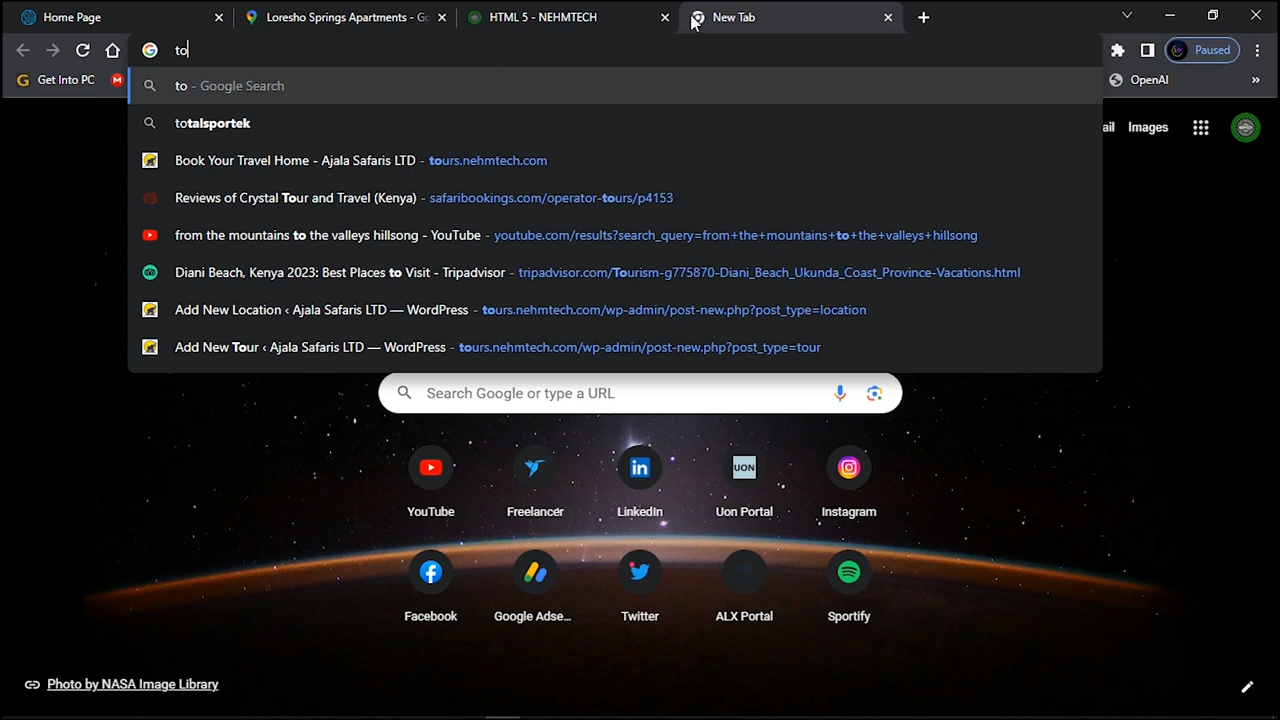 Home Page
Loresho Springs Apartments - Go
HTML 5 - NEHMTECH
New Tab
to
Paused
Get Into PC
OpenAI
»
to - Google Search
totalsportek
Book Your Travel Home - Ajala Safaris LTD - tours.nehmtech.com
Reviews of Crystal Tour and Travel (Kenya) - safaribookings.com/operator-tours/p4153
from the mountains to the valleys hillsong - YouTube - youtube.com/results?search_query=from+the+mountains+to+the+valleys+hillsong
Diani Beach, Kenya 2023: Best Places to Visit - Tripadvisor - tripadvisor.com/Tourism-g775870-Diani_Beach_Ukunda_Coast_Province-Vacations.html
Add New Location ‹ Ajala Safaris LTD — WordPress - tours.nehmtech.com/wp-admin/post-new.php?post_type=location
Add New Tour ‹ Ajala Safaris LTD — WordPress - tours.nehmtech.com/wp-admin/post-new.php?post_type=tour
ail
Images
Search Google or type a URL
UON
YouTube
Freelancer
LinkedIn
Uon Portal
Instagram
Facebook
Google Adse...
Twitter
ALX Portal
Sportify
Photo by NASA Image Library